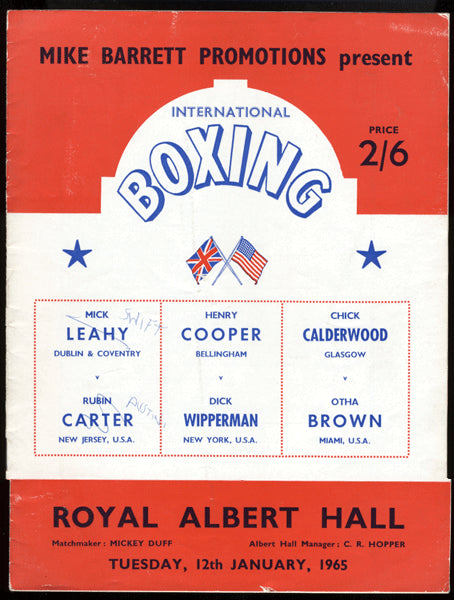 MIKE BARRETT PROMOTIONS present
INTERNATIONAL
BOXING
PRICE
2/6
MICK
LEAHY
DUBLIN & COVENTRY
v
RUBIN
CARTER
NEW JERSEY, U.S.A.
SWIFT
AUSTIN
HENRY
COOPER
BELLINGHAM
v
DICK
WIPPERMAN
NEW YORK, U.S.A.
CHICK
CALDERWOOD
GLASGOW
v
OTHA
BROWN
MIAMI, U.S.A.
ROYAL ALBERT HALL
Matchmaker : MICKEY DUFF
Albert Hall Manager : C. R. HOPPER
TUESDAY, 12th JANUARY, 1965